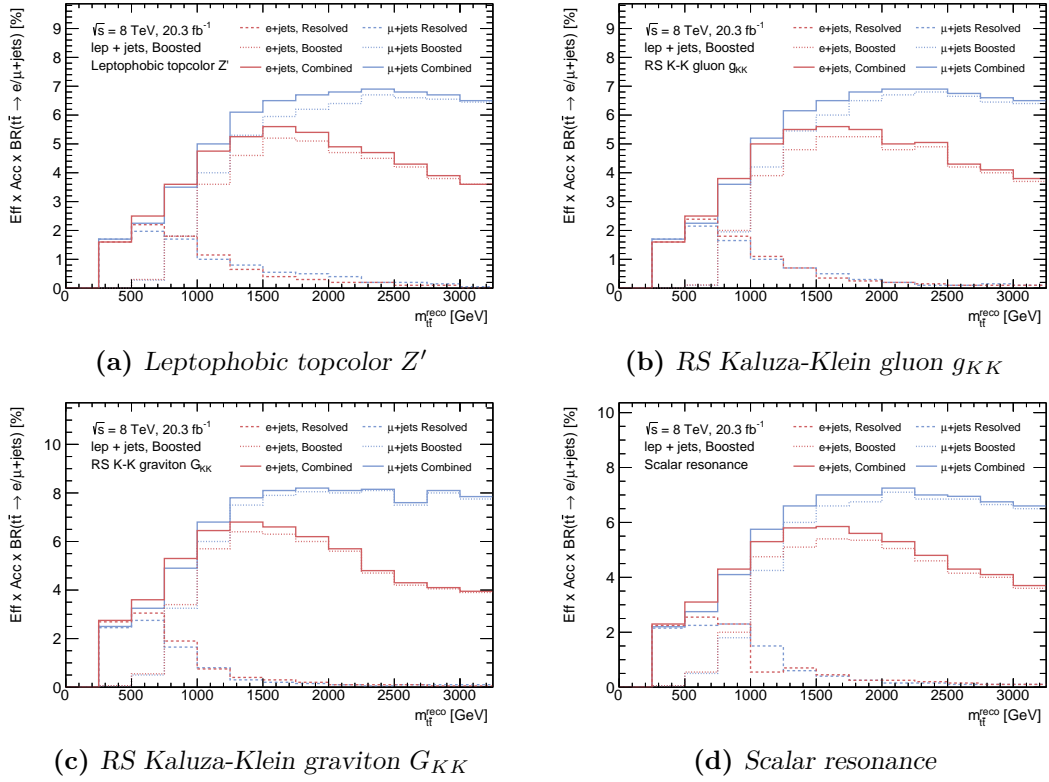 Eff x Acc x BR(tt̄ → e/μ+jets) [%]
9
8
7
6
5
4
3
2
1
0
√s = 8 TeV, 20.3 fb⁻¹
lep + jets, Boosted
Leptophobic topcolor Z'
e+jets, Resolved
e+jets, Boosted
e+jets, Combined
μ+jets Resolved
μ+jets Boosted
μ+jets Combined
0 500 1000 1500 2000 2500 3000
m_tt̄^reco [GeV]
(a) Leptophobic topcolor Z′
Eff x Acc x BR(tt̄ → e/μ+jets) [%]
9
8
7
6
5
4
3
2
1
0
√s = 8 TeV, 20.3 fb⁻¹
lep + jets, Boosted
RS K-K gluon g_KK
e+jets, Resolved
e+jets, Boosted
e+jets, Combined
μ+jets Resolved
μ+jets Boosted
μ+jets Combined
0 500 1000 1500 2000 2500 3000
m_tt̄^reco [GeV]
(b) RS Kaluza-Klein gluon g_KK
Eff x Acc x BR(tt̄ → e/μ+jets) [%]
10
8
6
4
2
0
√s = 8 TeV, 20.3 fb⁻¹
lep + jets, Boosted
RS K-K graviton G_KK
e+jets, Resolved
e+jets, Boosted
e+jets, Combined
μ+jets Resolved
μ+jets Boosted
μ+jets Combined
0 500 1000 1500 2000 2500 3000
m_tt̄^reco [GeV]
(c) RS Kaluza-Klein graviton G_KK
Eff x Acc x BR(tt̄ → e/μ+jets) [%]
10
8
6
4
2
0
√s = 8 TeV, 20.3 fb⁻¹
lep + jets, Boosted
Scalar resonance
e+jets, Resolved
e+jets, Boosted
e+jets, Combined
μ+jets Resolved
μ+jets Boosted
μ+jets Combined
0 500 1000 1500 2000 2500 3000
m_tt̄^reco [GeV]
(d) Scalar resonance